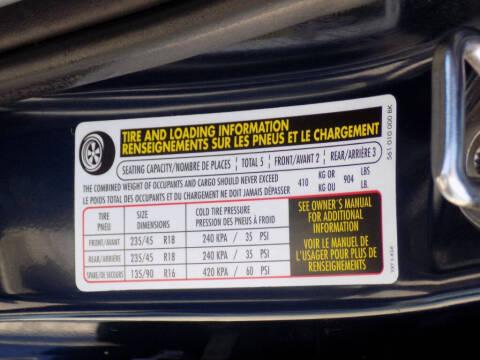 TIRE AND LOADING INFORMATION
RENSEIGNEMENTS SUR LES PNEUS ET LE CHARGEMENT
SEATING CAPACITY/NOMBRE DE PLACES TOTAL 5 FRONT/AVANT 2 REAR/ARRIÈRE 3
THE COMBINED WEIGHT OF OCCUPANTS AND CARGO SHOULD NEVER EXCEED
LE POIDS TOTAL DES OCCUPANTS ET DU CHARGEMENT NE DOIT JAMAIS DÉPASSER
410 KG OR KG OU 904 LBS. LB.
TIRE PNEU SIZE DIMENSIONS COLD TIRE PRESSURE PRESSION DES PNEUS À FROID
FRONT/AVANT 235/45 R18 240 KPA / 35 PSI
REAR/ARRIÈRE 235/45 R18 240 KPA / 35 PSI
SPARE/DE SECOURS 135/90 R16 420 KPA / 60 PSI
SEE OWNER'S MANUAL
FOR ADDITIONAL
INFORMATION
VOIR LE MANUEL DE
L'USAGER POUR PLUS DE
RENSEIGNEMENTS
561 010 000 BK